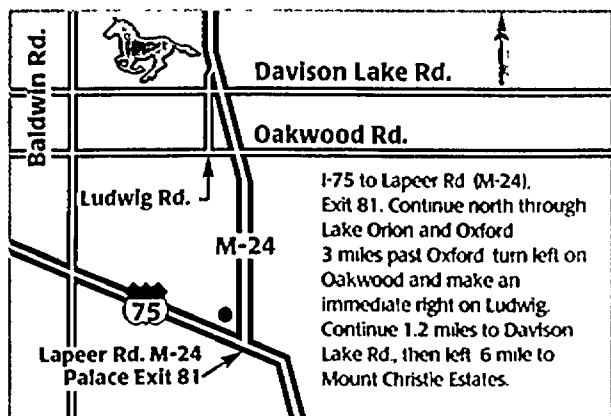 Baldwin Rd.
Davison Lake Rd.
Oakwood Rd.
Ludwig Rd.
M-24
75
Lapeer Rd. M-24
Palace Exit 81
I-75 to Lapeer Rd (M-24),
Exit 81. Continue north through
Lake Orion and Oxford
3 miles past Oxford turn left on
Oakwood and make an
immediate right on Ludwig.
Continue 1.2 miles to Davison
Lake Rd., then left 6 mile to
Mount Christie Estates.